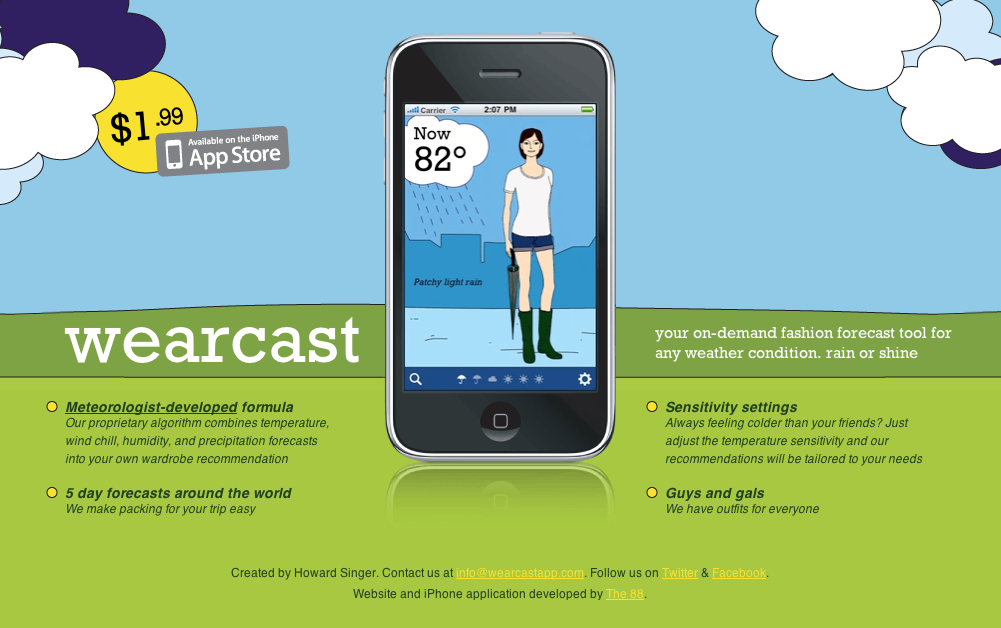 $1.99
Available on the iPhone
App Store
Carrier 2:07 PM
Now
82°
Patchy light rain
wearcast
your on-demand fashion forecast tool for
any weather condition. rain or shine
Meteorologist-developed formula
Our proprietary algorithm combines temperature,
wind chill, humidity, and precipitation forecasts
into your own wardrobe recommendation
5 day forecasts around the world
We make packing for your trip easy
Sensitivity settings
Always feeling colder than your friends? Just
adjust the temperature sensitivity and our
recommendations will be tailored to your needs
Guys and gals
We have outfits for everyone
Created by Howard Singer. Contact us at info@wearcastapp.com. Follow us on Twitter & Facebook.
Website and iPhone application developed by The 88.